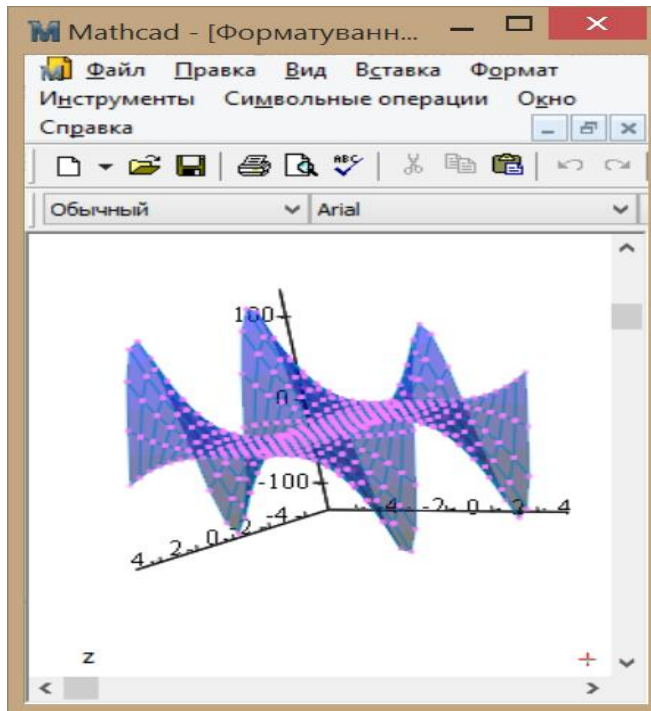 Mathcad - [Форматуванн...
Файл Правка Вид Вставка Формат
Инструменты Символьные операции Окно
Справка
ABC
Обычный Arial
100
0
-100
4 2 0 -2 -4
-4 -2 0 2 4
z